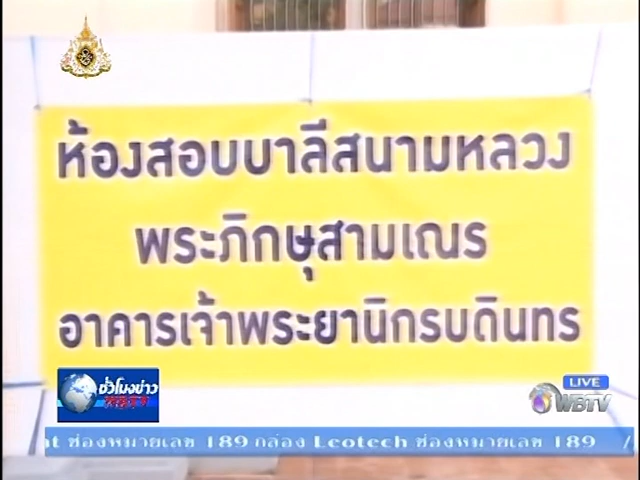 ห้องสอบบาลีสนามหลวง
พระภิกษุสามเณร
อาคารเจ้าพระยานิกรบดินทร
ชั่วโมงข่าว
WBTV
LIVE
WBTV
nt ช่องหมายเลข 189 กล่อง Leotech ช่องหมายเลข 189